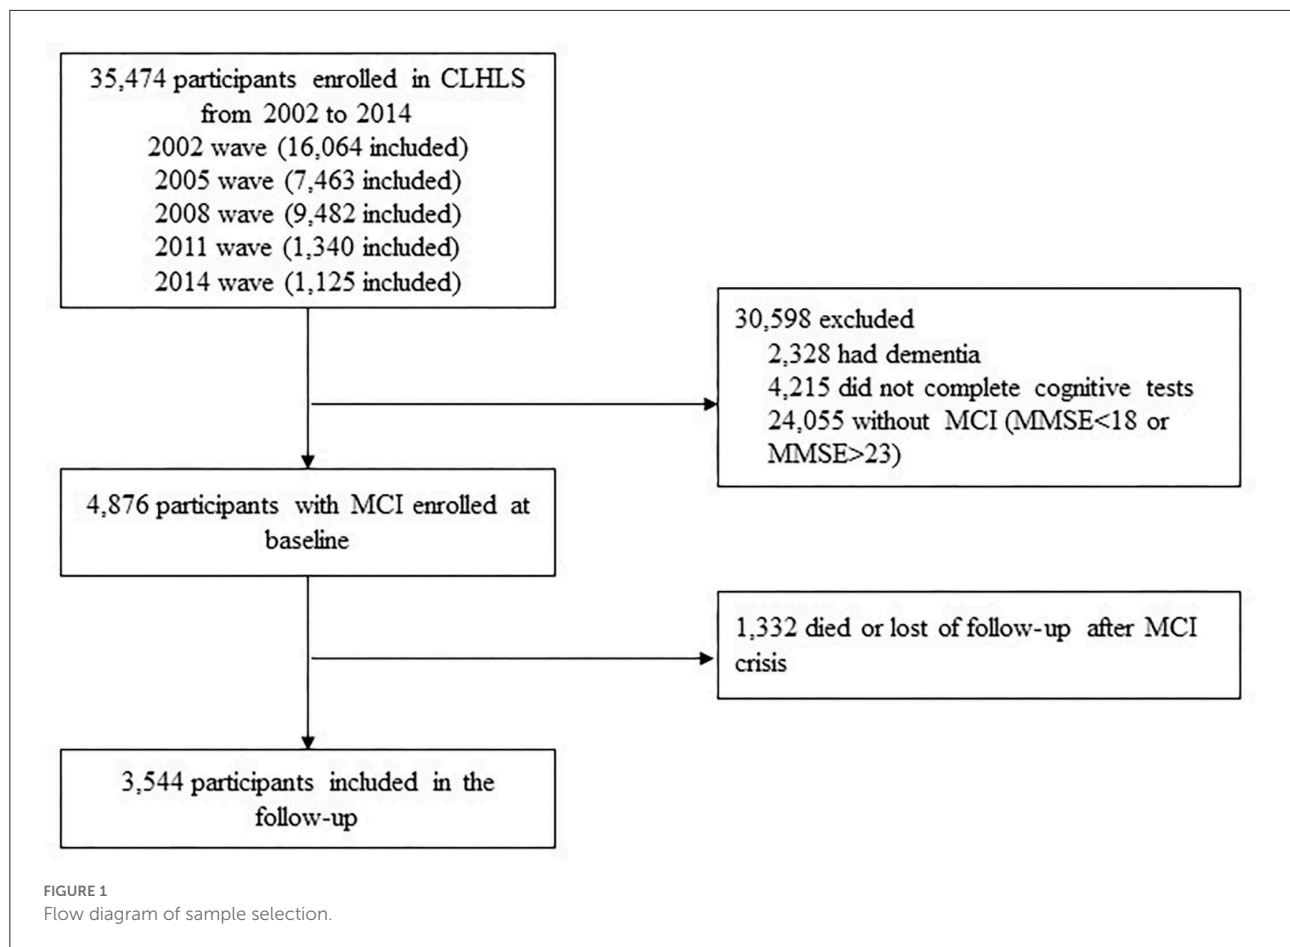 35,474 participants enrolled in CLHLS
from 2002 to 2014
2002 wave (16,064 included)
2005 wave (7,463 included)
2008 wave (9,482 included)
2011 wave (1,340 included)
2014 wave (1,125 included)
30,598 excluded
2,328 had dementia
4,215 did not complete cognitive tests
24,055 without MCI (MMSE<18 or
MMSE>23)
4,876 participants with MCI enrolled at
baseline
1,332 died or lost of follow-up after MCI
crisis
3,544 participants included in the
follow-up
FIGURE 1
Flow diagram of sample selection.